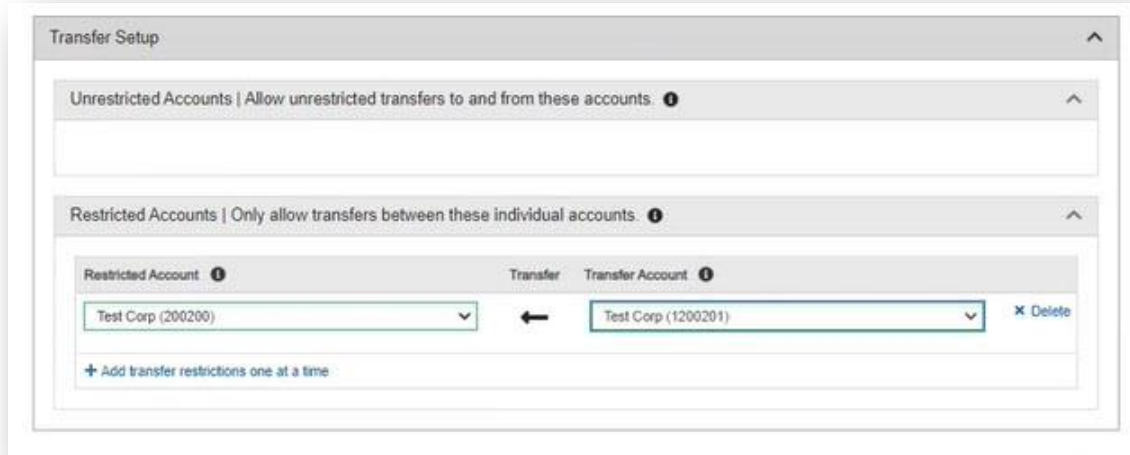 Transfer Setup
Unrestricted Accounts | Allow unrestricted transfers to and from these accounts.
Restricted Accounts | Only allow transfers between these individual accounts.
Restricted Account Transfer Transfer Account
Test Corp (200200) Test Corp (1200201) × Delete
+ Add transfer restrictions one at a time